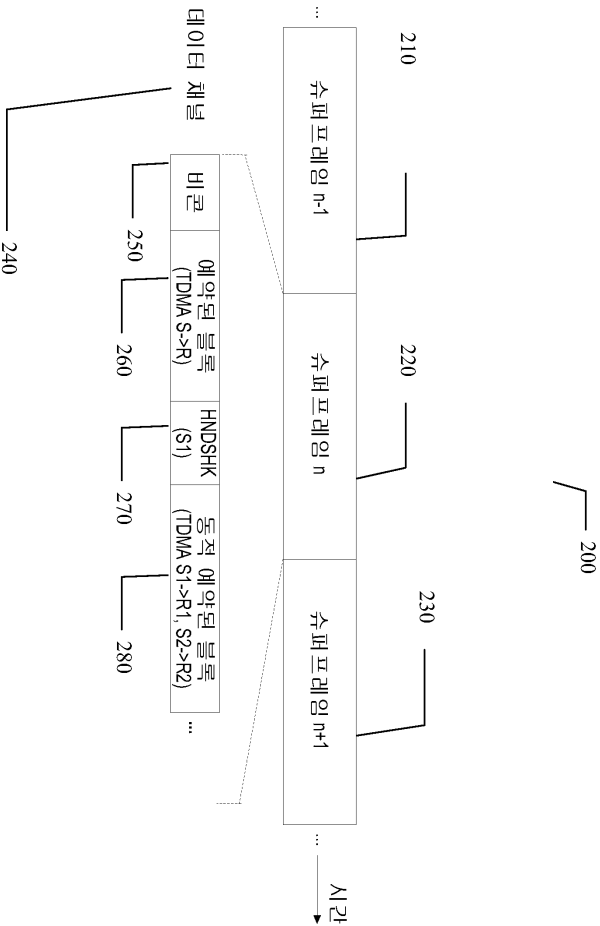 200
210
220
230
...
슈퍼프레임 n-1
슈퍼프레임 n
슈퍼프레임 n+1
...
시간
데이터 채널
비콘
예약된 블록
(TDMA S->R)
HNDSHK
(S1)
동적 예약된 블록
(TDMA S1->R1, S2->R2)
...
240
250
260
270
280